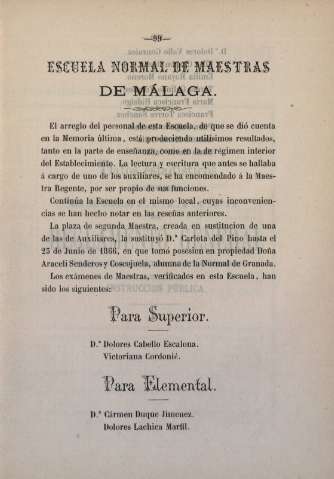 —99—
ESCUELA NORMAL DE MAESTRAS
DE MÁLAGA.
El arreglo del personal de esta Escuela, de que se dió cuenta
en la Memoria última, está produciendo utilísimos resultados,
tanto en la parte de enseñanza, como en la de régimen interior
del Establecimiento. La lectura y escritura que antes se hallaba
á cargo de uno de los auxiliares, se ha encomendado á la Maes-
tra Regente, por ser propio de sus funciones.
Continúa la Escuela en el mismo local, cuyas inconvenien-
cias se han hecho notar en las reseñas anteriores.
La plaza de segunda Maestra, creada en sustitucion de una
de las de Auxiliares, la sustituyó D.ª Carlota del Pino hasta el
25 de Junio de 1866, en que tomó posesion en propiedad Doña
Araceli Senderos y Coscojuela, alumna de la Normal de Granada.
Los exámenes de Maestras, verificados en esta Escuela, han
sido los siguientes:
Para Superior.
D.ª Dolores Cabello Escalona.
Victoriana Cordonié.
Para Elemental.
D.ª Cármen Duque Jimenez.
Dolores Lachica Marfil.